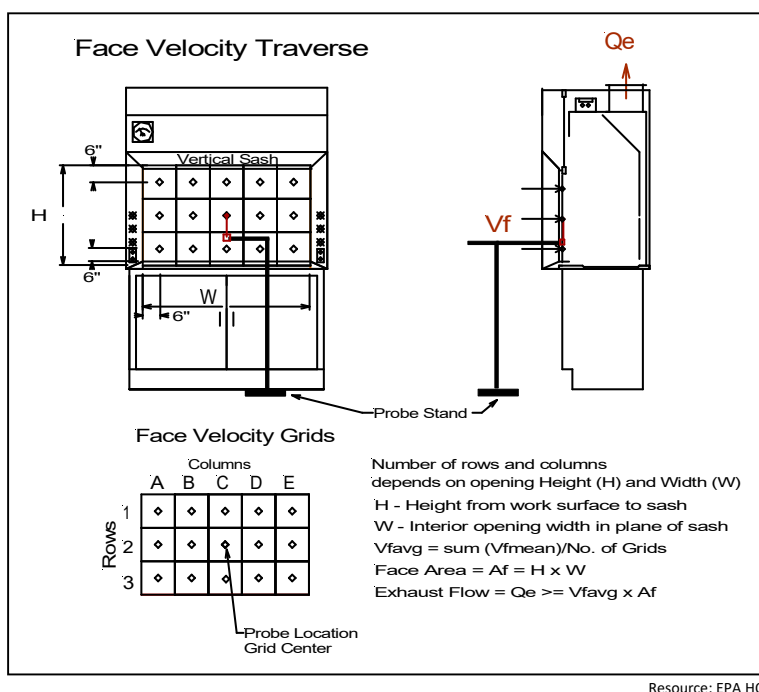 Face Velocity Traverse
Qe
6"
Vertical Sash
H
Vf
W
6"
6"
Probe Stand
Face Velocity Grids
Columns
A B C D E
Rows
1
2
3
Probe Location
Grid Center
Number of rows and columns
depends on opening Height (H) and Width (W)
H - Height from work surface to sash
W - Interior opening width in plane of sash
Vfavg = sum (Vfmean)/No. of Grids
Face Area = Af = H x W
Exhaust Flow = Qe >= Vfavg x Af
Resource: EPA